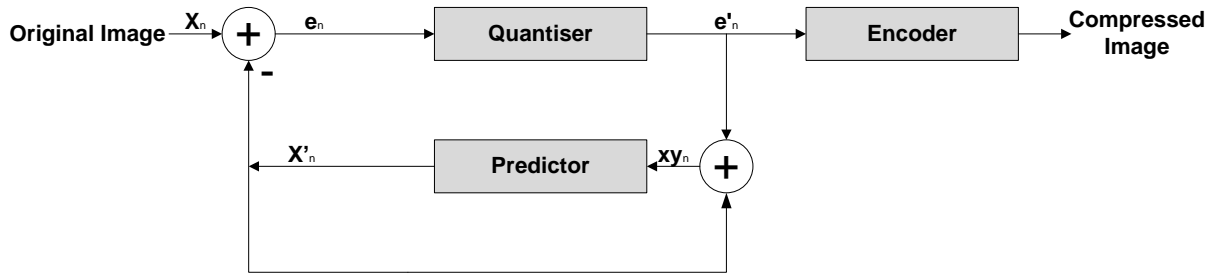 Original Image
Xn
+
-
en
Quantiser
e'n
Encoder
Compressed
Image
X'n
Predictor
xyn
+